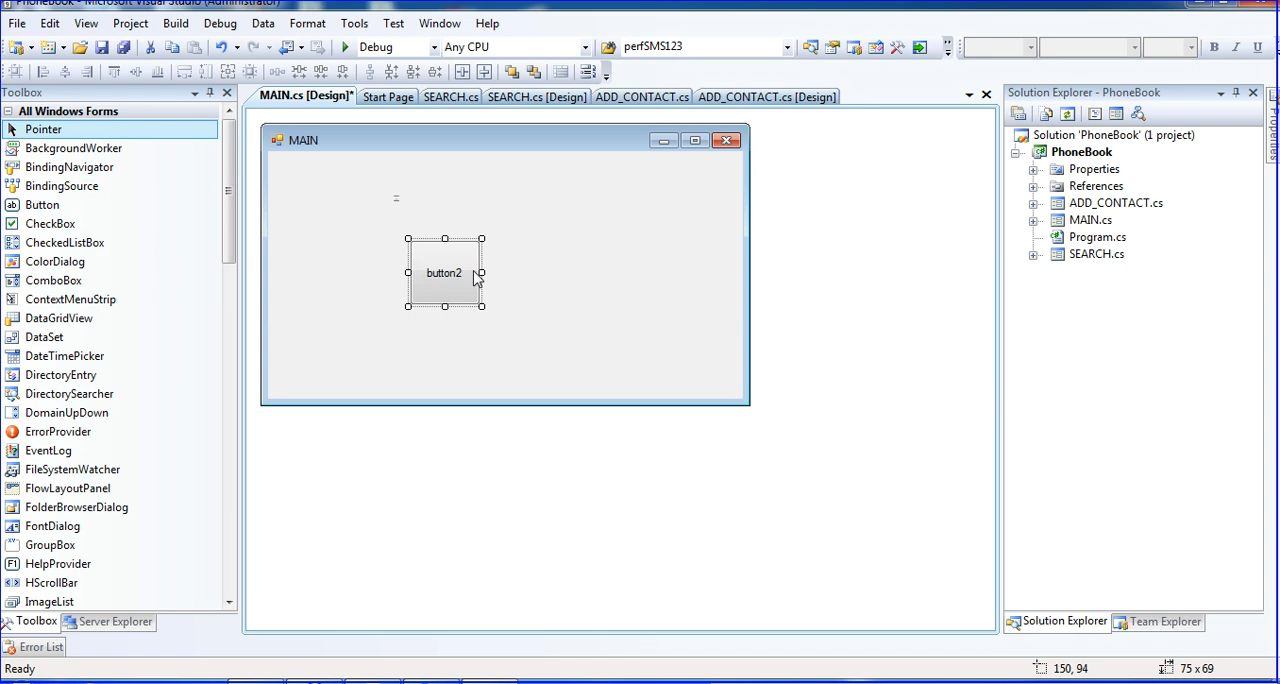 PhoneBook - Microsoft Visual Studio (Administrator)
File Edit View Project Build Debug Data Format Tools Test Window Help
Debug Any CPU perfSMS123
B I U
Toolbox
MAIN.cs [Design]* Start Page SEARCH.cs SEARCH.cs [Design] ADD_CONTACT.cs ADD_CONTACT.cs [Design]
Solution Explorer - PhoneBook
Properties
All Windows Forms
Pointer
BackgroundWorker
BindingNavigator
BindingSource
Button
CheckBox
CheckedListBox
ColorDialog
ComboBox
ContextMenuStrip
DataGridView
DataSet
DateTimePicker
DirectoryEntry
DirectorySearcher
DomainUpDown
ErrorProvider
EventLog
FileSystemWatcher
FlowLayoutPanel
FolderBrowserDialog
FontDialog
GroupBox
HelpProvider
HScrollBar
ImageList
MAIN
button2
Solution 'PhoneBook' (1 project)
PhoneBook
Properties
References
ADD_CONTACT.cs
MAIN.cs
Program.cs
SEARCH.cs
Toolbox Server Explorer
Solution Explorer Team Explorer
Error List
Ready
150, 94
75 x 69